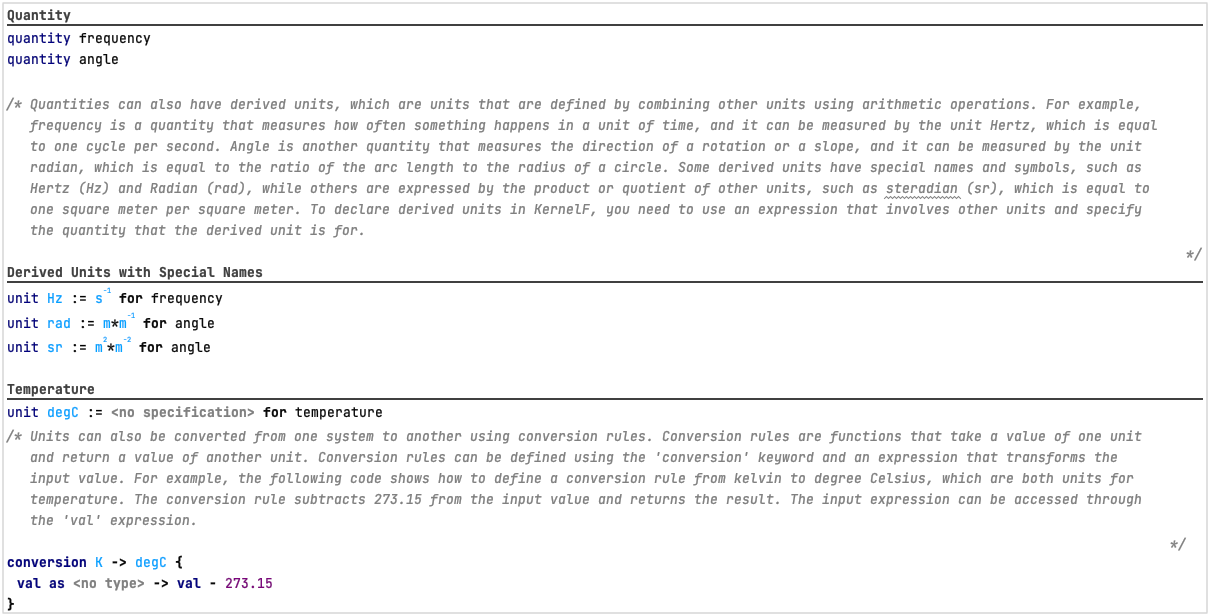 Quantity
quantity frequency
quantity angle
/* Quantities can also have derived units, which are units that are defined by combining other units using arithmetic operations. For example,
frequency is a quantity that measures how often something happens in a unit of time, and it can be measured by the unit Hertz, which is equal
to one cycle per second. Angle is another quantity that measures the direction of a rotation or a slope, and it can be measured by the unit
radian, which is equal to the ratio of the arc length to the radius of a circle. Some derived units have special names and symbols, such as
Hertz (Hz) and Radian (rad), while others are expressed by the product or quotient of other units, such as steradian (sr), which is equal to
one square meter per square meter. To declare derived units in KernelF, you need to use an expression that involves other units and specify
the quantity that the derived unit is for.
*/
Derived Units with Special Names
unit Hz := s⁻¹ for frequency
unit rad := m*m⁻¹ for angle
unit sr := m²*m⁻² for angle
Temperature
unit degC := <no specification> for temperature
/* Units can also be converted from one system to another using conversion rules. Conversion rules are functions that take a value of one unit
and return a value of another unit. Conversion rules can be defined using the 'conversion' keyword and an expression that transforms the
input value. For example, the following code shows how to define a conversion rule from kelvin to degree Celsius, which are both units for
temperature. The conversion rule subtracts 273.15 from the input value and returns the result. The input expression can be accessed through
the 'val' expression.
*/
conversion K -> degC {
val as <no type> -> val - 273.15
}